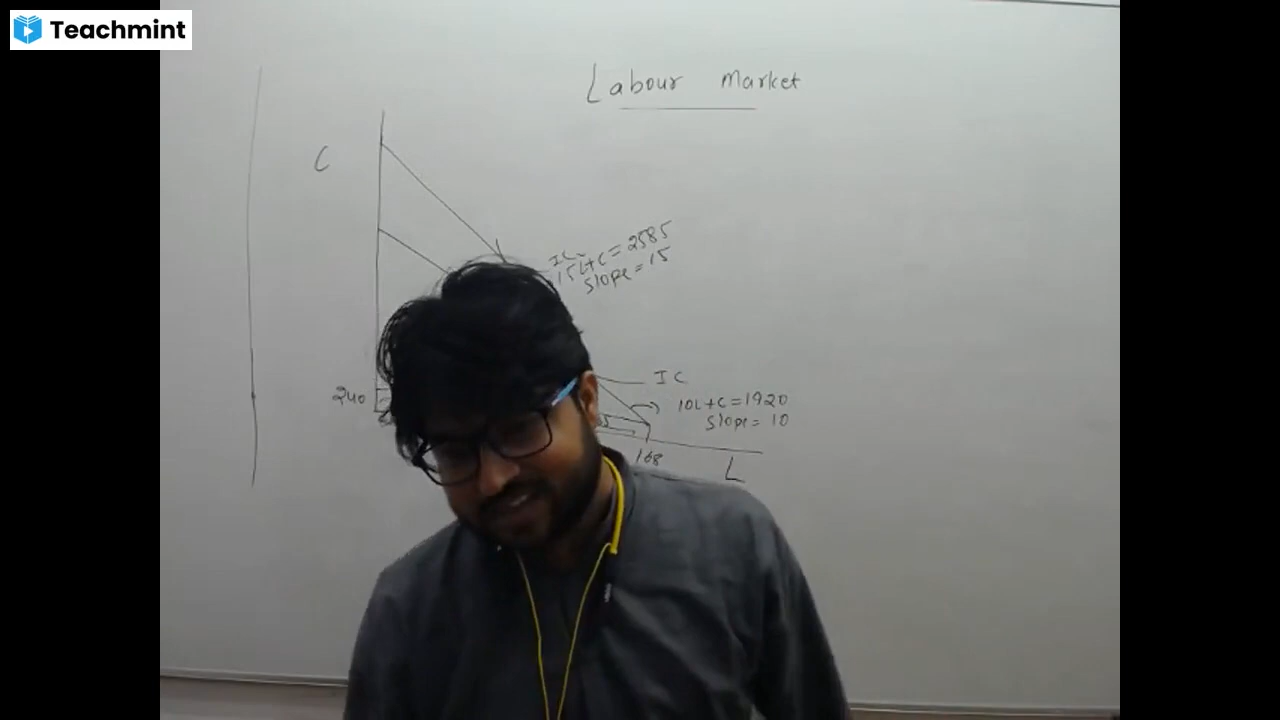 Teachmint
Labour Market
C
IC
15L+C=2585
Slope=15
240
IC
10L+C=1920
Slope=10
168
L